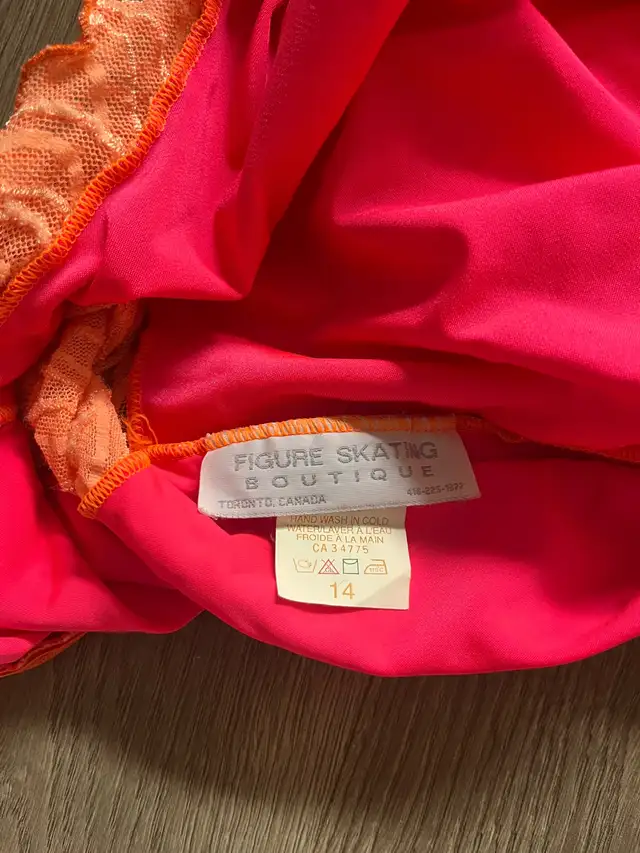 FIGURE SKATING
BOUTIQUE
TORONTO, CANADA
HAND WASH IN COLD
WATER/LAVER À L'EAU
FROIDE À LA MAIN
CA 34775
14